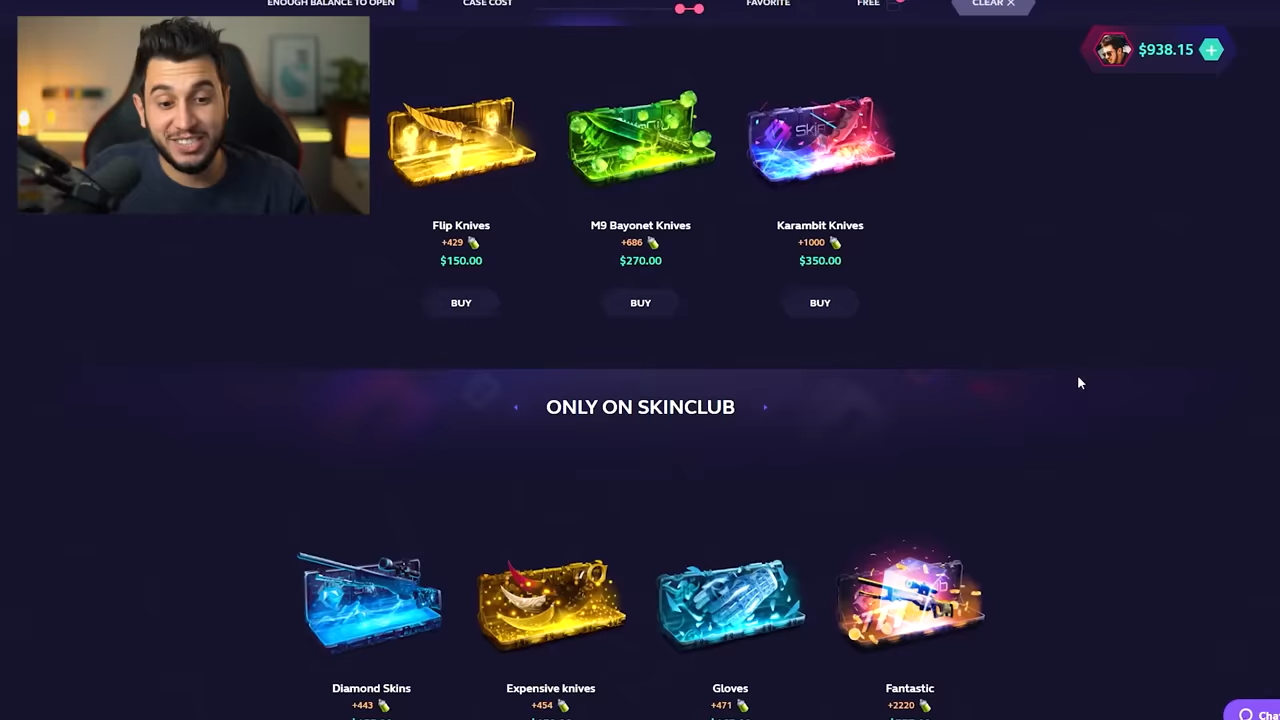 ENOUGH BALANCE TO OPEN CASE COST FAVORITE FREE CLEAR X
$938.15 +
Flip Knives
+429
$150.00
BUY
M9 Bayonet Knives
+686
$270.00
BUY
Karambit Knives
+1000
$350.00
BUY
ONLY ON SKINCLUB
Diamond Skins
+443
Expensive knives
+454
Gloves
+471
Fantastic
+2220